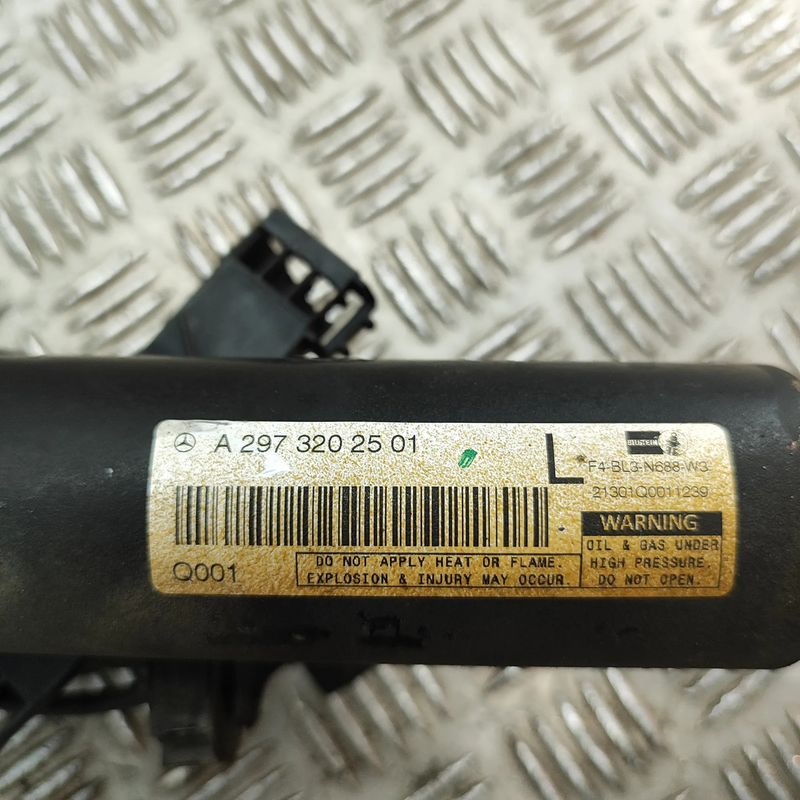 A 297 320 25 01
L
BILSTEIN
F4-BL3-N688-W3
21301Q0011239
Q001
DO NOT APPLY HEAT OR FLAME.
EXPLOSION & INJURY MAY OCCUR.
WARNING
OIL & GAS UNDER
HIGH PRESSURE.
DO NOT OPEN.